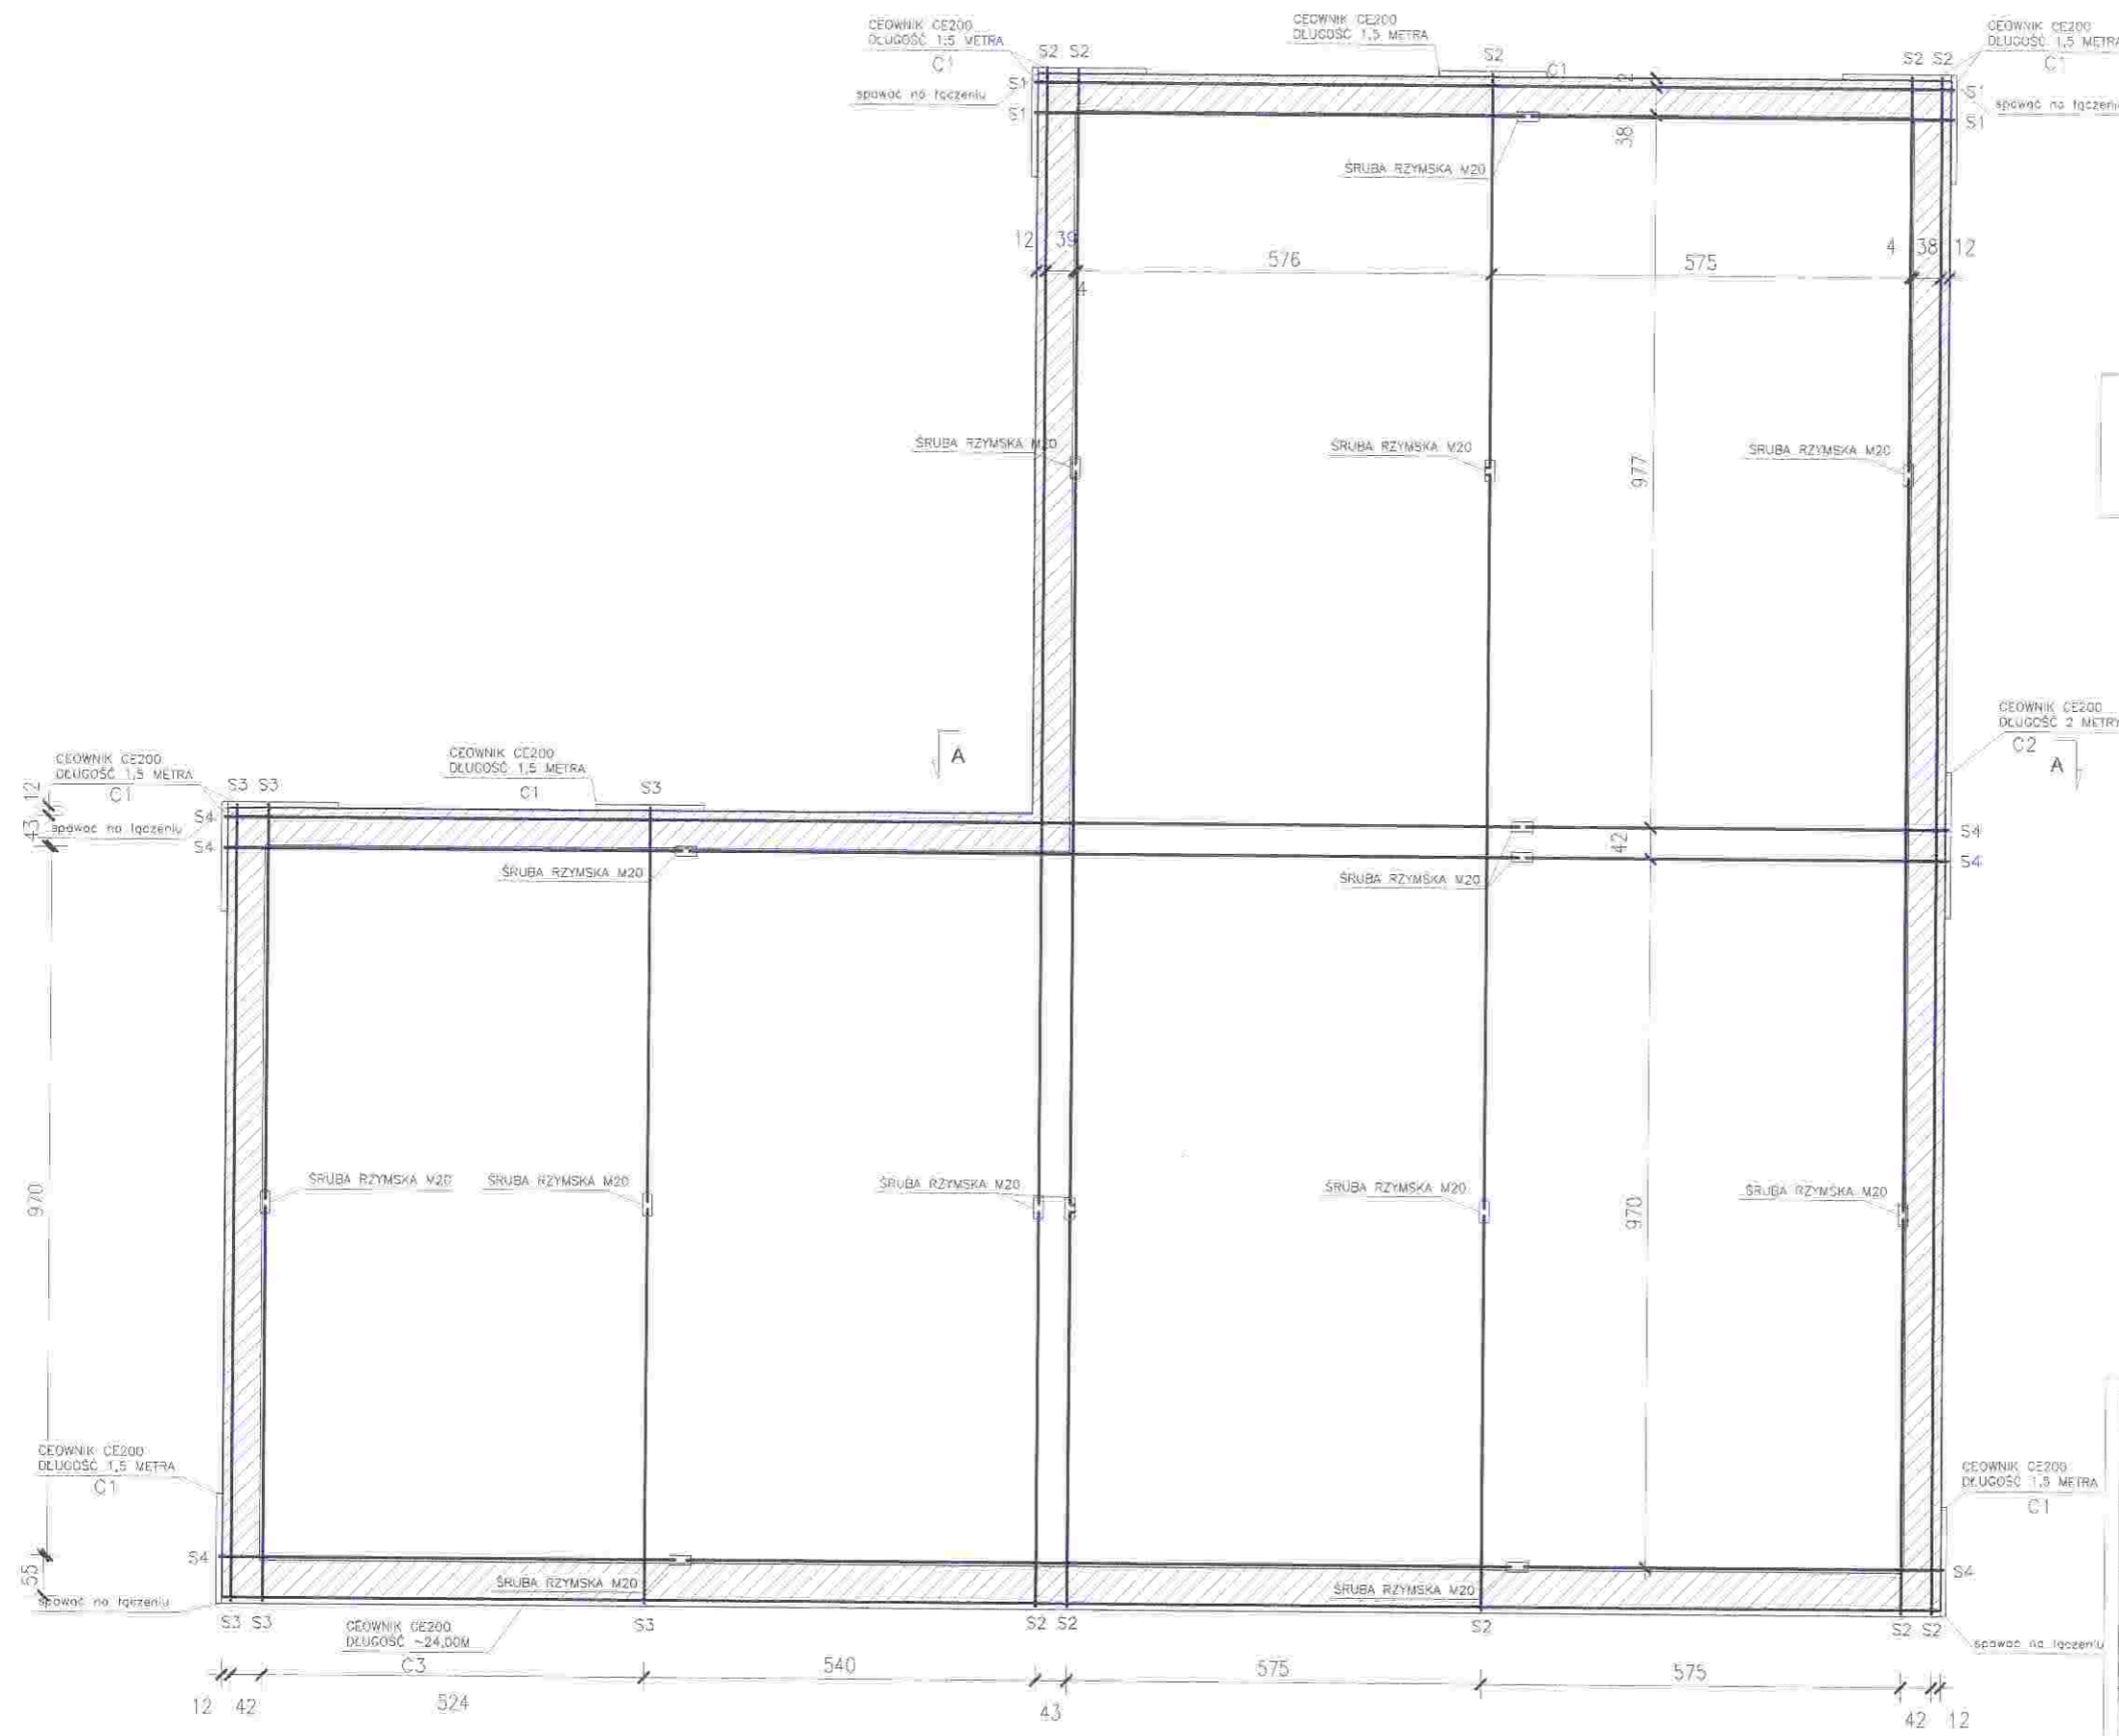 CEOWNIK CE200
DŁUGOŚĆ 1,5 METRA
C1
spawać na łączeniu
S2 S2
CEOWNIK CE200
DŁUGOŚĆ 1,5 METRA
S2
C1
S2 S2
CEOWNIK CE200
DŁUGOŚĆ 1,5 METRA
C1
spawać na łączeniu
S1
S1
S1
S1
38
ŚRUBA RZYMSKA M20
12 39
4
576
575
4 38 12
ŚRUBA RZYMSKA M20
ŚRUBA RZYMSKA M20
ŚRUBA RZYMSKA M20
977
CEOWNIK CE200
DŁUGOŚĆ 2 METRY
C2
A
A
CEOWNIK CE200
DŁUGOŚĆ 1,5 METRA
C1
spawać na łączeniu
12
43
S3 S3
CEOWNIK CE200
DŁUGOŚĆ 1,5 METRA
C1
S3
S4
S4
S4
S4
42
ŚRUBA RZYMSKA M20
ŚRUBA RZYMSKA M20
970
ŚRUBA RZYMSKA M20
ŚRUBA RZYMSKA M20
ŚRUBA RZYMSKA M20
ŚRUBA RZYMSKA M20
ŚRUBA RZYMSKA M20
970
CEOWNIK CE200
DŁUGOŚĆ 1,5 METRA
C1
CEOWNIK CE200
DŁUGOŚĆ 1,5 METRA
C1
S4
S4
55
spawać na łączeniu
ŚRUBA RZYMSKA M20
ŚRUBA RZYMSKA M20
S3 S3
S3
S2 S2
S2
S2 S2
spawać na łączeniu
CEOWNIK CE200
DŁUGOŚĆ ~24,00M
C3
12 42
524
540
43
575
575
42 12